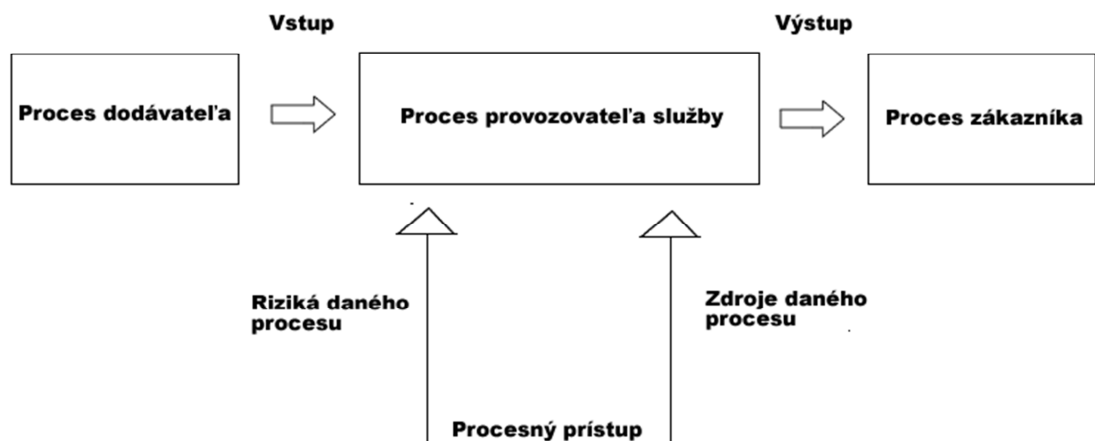 Vstup
Výstup
Proces dodávateľa
Proces provozovateľa služby
Proces zákazníka
Riziká daného
procesu
Zdroje daného
procesu
Procesný prístup